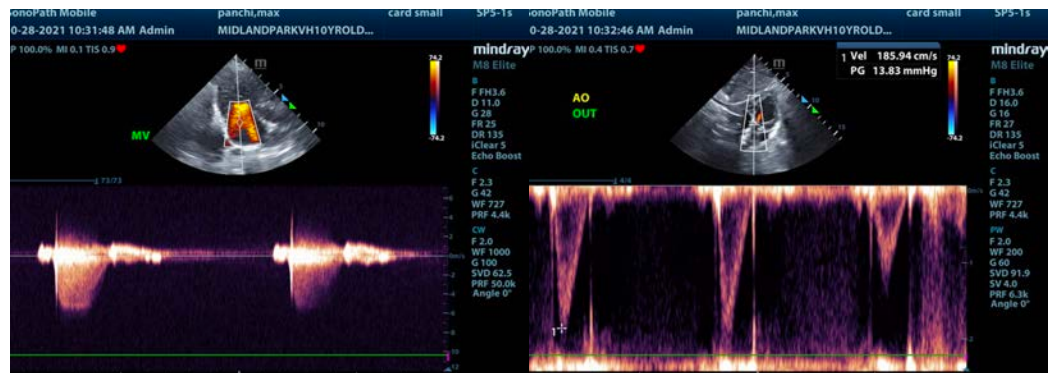 onoPath Mobile panchi,max card small SP5-1s
0-28-2021 10:31:48 AM Admin MIDLANDPARKVH10YROLD...
P 100.0% MI 0.1 TIS 0.9
mindray
M8 Elite
m
MV
10
74.2
-74.2
B
F FH3.6
D 11.0
G 28
FR 25
DR 135
iClear 5
Echo Boost
C
F 2.3
G 42
WF 727
PRF 4.4k
CW
F 2.0
WF 1000
G 100
SVD 62.5
PRF 50.0k
Angle 0°
73/73
onoPath Mobile panchi,max card small SP5-1s
0-28-2021 10:32:46 AM Admin MIDLANDPARKVH10YROLD...
P 100.0% MI 0.4 TIS 0.7
1 Vel 185.94 cm/s
PG 13.83 mmHg
mindray
M8 Elite
m
AO
OUT
74.2
-74.2
B
F FH3.6
D 16.0
G 16
FR 27
DR 135
iClear 5
Echo Boost
C
F 2.3
G 42
WF 727
PRF 4.4k
PW
F 2.0
WF 200
G 60
SVD 91.9
SV 4.0
PRF 6.3k
Angle 0°
4/4
1